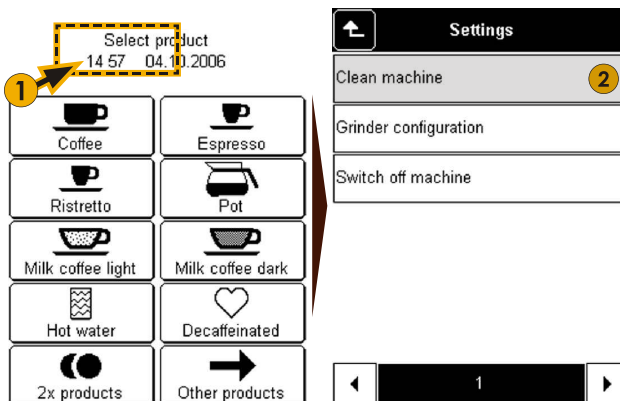 Select product
14 57 04.10.2006
1
Coffee
Espresso
Ristretto
Pot
Milk coffee light
Milk coffee dark
Hot water
Decaffeinated
2x products
Other products
Settings
Clean machine
2
Grinder configuration
Switch off machine
1